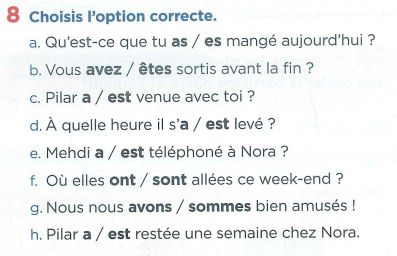 8 Choisis l'option correcte.
a. Qu'est-ce que tu as / es mangé aujourd'hui ?
b. Vous avez / êtes sortis avant la fin ?
c. Pilar a / est venue avec toi ?
d. À quelle heure il s'a / est levé ?
e. Mehdi a / est téléphoné à Nora ?
f. Où elles ont / sont allées ce week-end ?
g. Nous nous avons / sommes bien amusés !
h. Pilar a / est restée une semaine chez Nora.